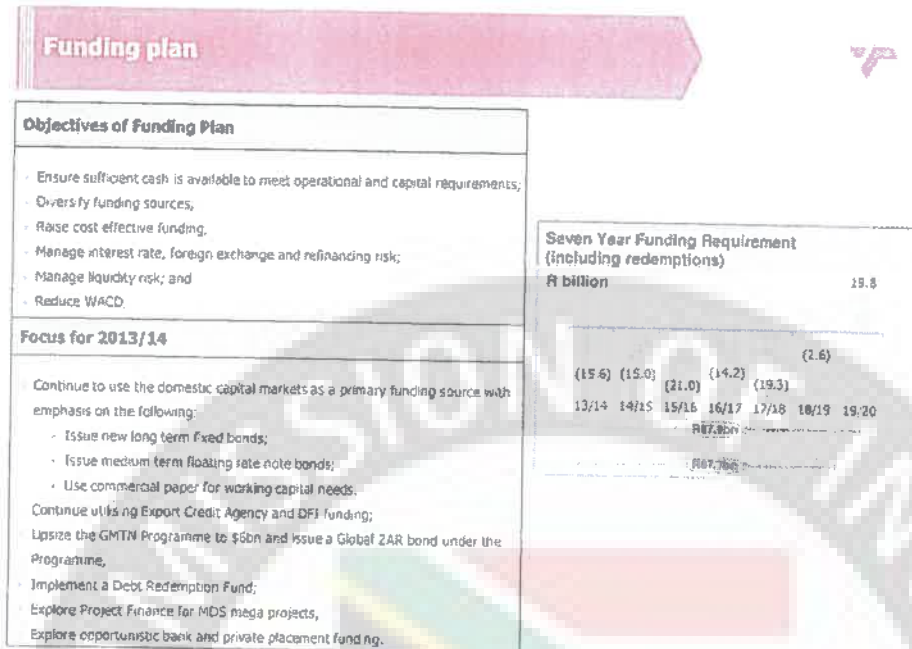 Funding plan
Objectives of Funding Plan
- Ensure sufficient cash is available to meet operational and capital requirements;
- Diversify funding sources;
- Raise cost effective funding,
- Manage interest rate, foreign exchange and refinancing risk;
- Manage liquidity risk; and
- Reduce WACD.
Focus for 2013/14
Continue to use the domestic capital markets as a primary funding source with
emphasis on the following:
- Issue new long term fixed bonds;
- Issue medium term floating rate note bonds;
- Use commercial paper for working capital needs.
Continue utilising Export Credit Agency and DFI funding;
Upsize the GMTN Programme to $6bn and issue a Global ZAR bond under the
Programme,
Implement a Debt Redemption Fund;
Explore Project Finance for MDS mega projects,
Explore opportunistic bank and private placement funding.
Seven Year Funding Requirement
(including redemptions)
R billion
(2.6)
(15.6) (15.0) (14.2)
(21.0) (19.3)
13/14 14/15 15/16 16/17 17/18 18/19 19/20
SION OF IN